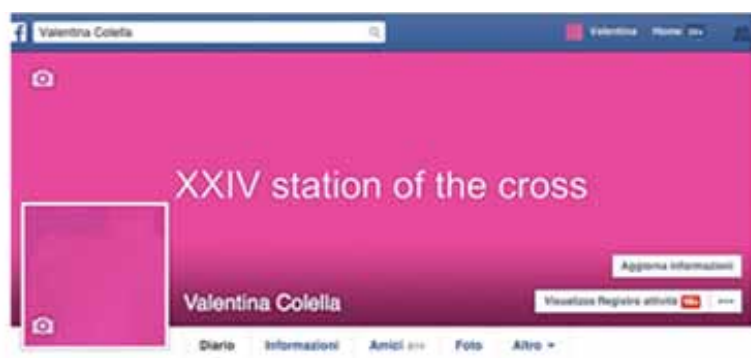 f Valentina Colella Valentina Home
XXIV station of the cross
Aggiorna informazioni
Valentina Colella Visualizza Registro attività
Diario Informazioni Amici Foto Altro